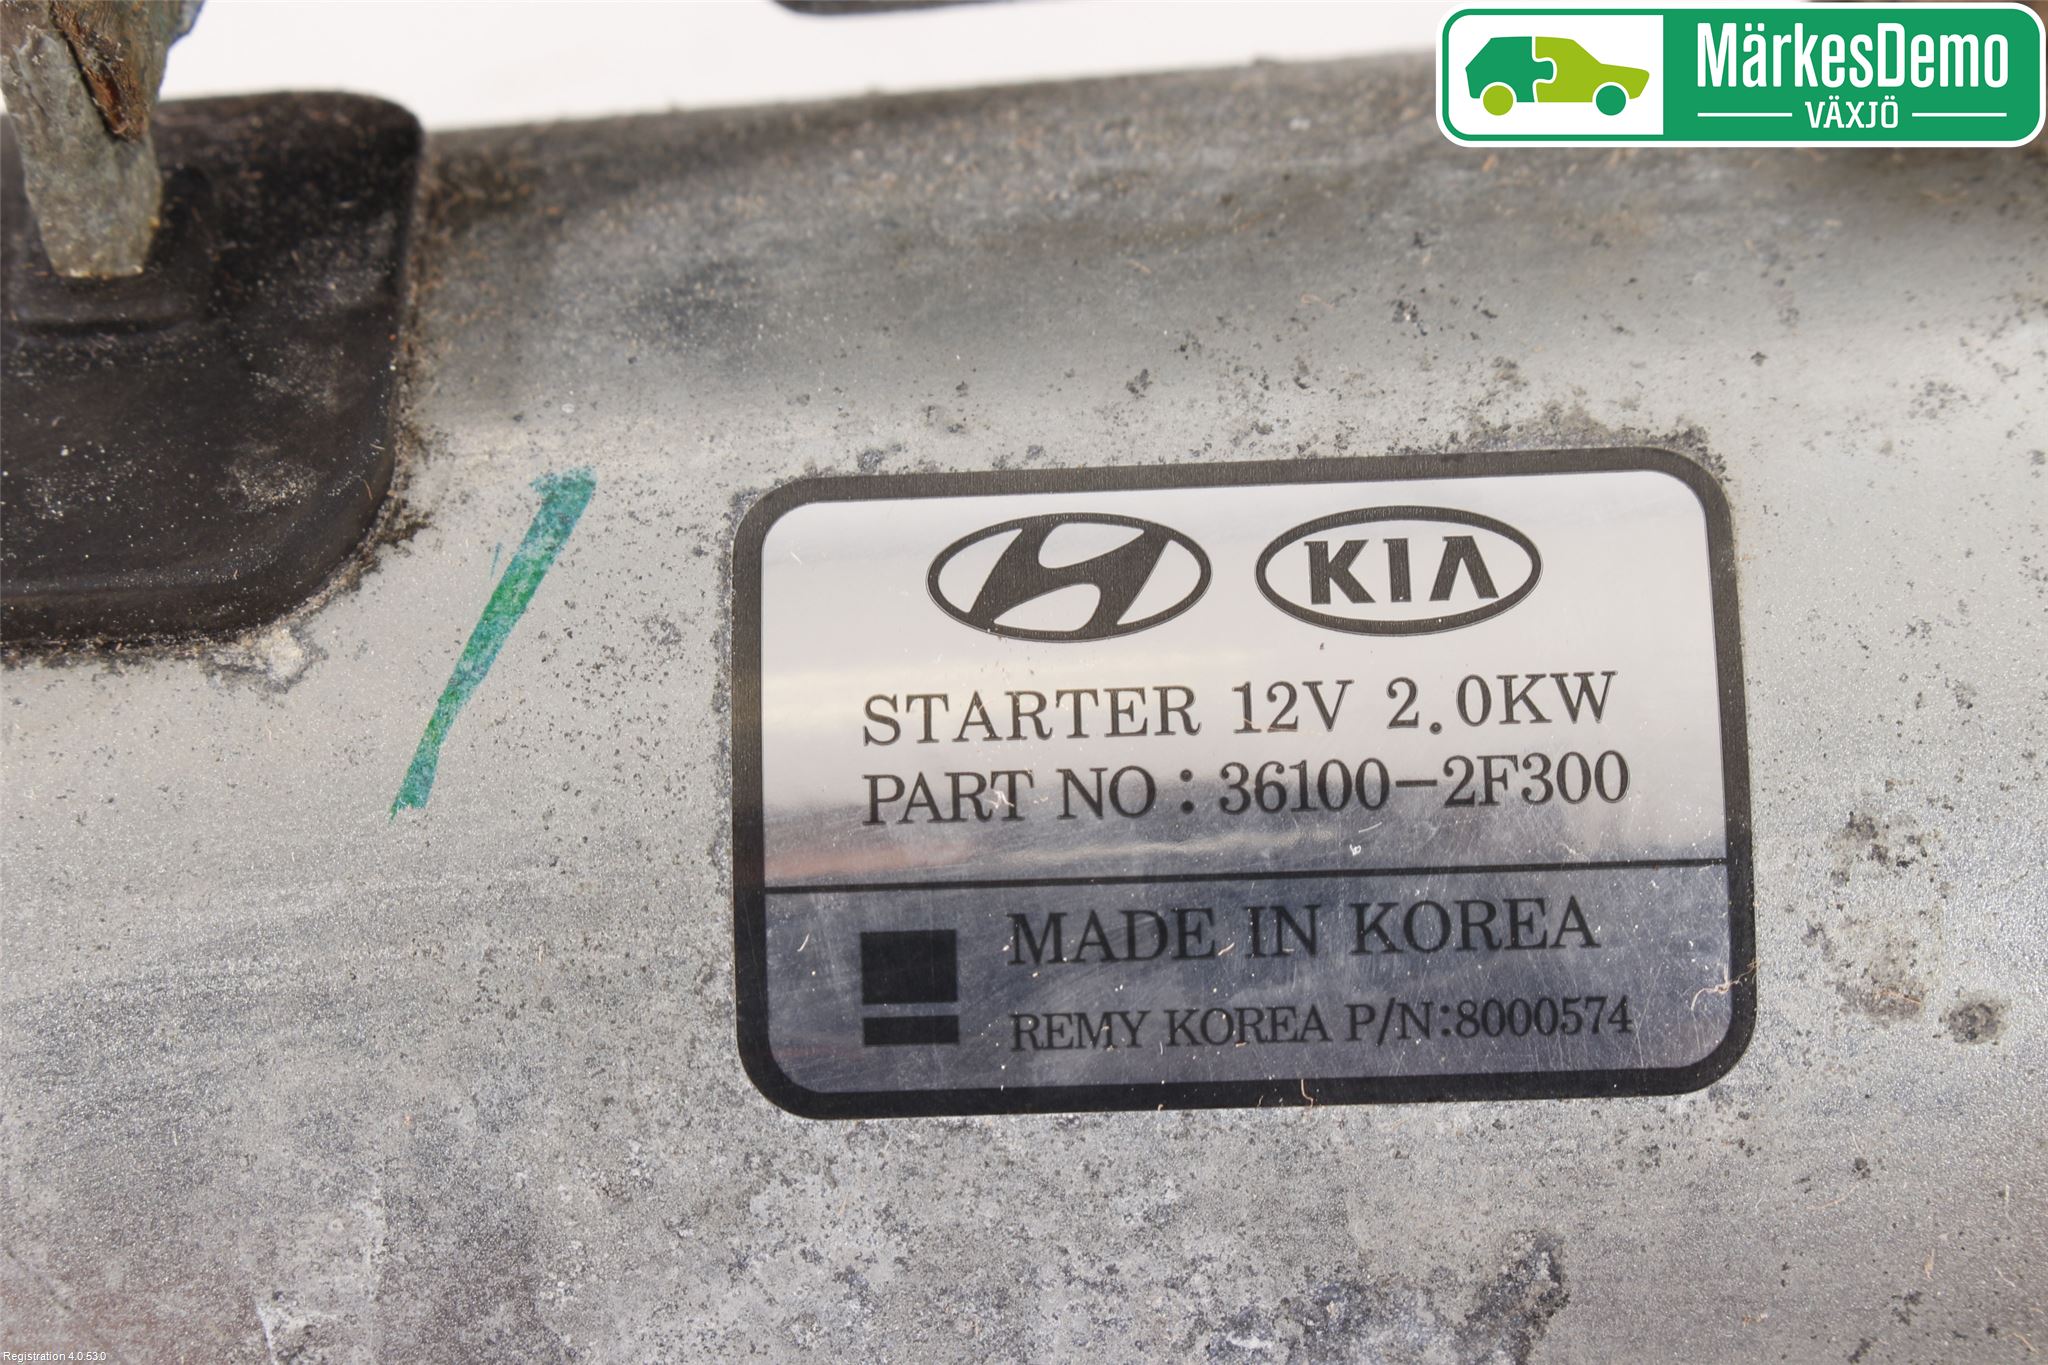 MärkesDemo
VÄXJÖ
KIA
STARTER 12V 2.0KW
PART NO : 36100-2F300
MADE IN KOREA
REMY KOREA P/N:8000574
Registration 4.0.53.0